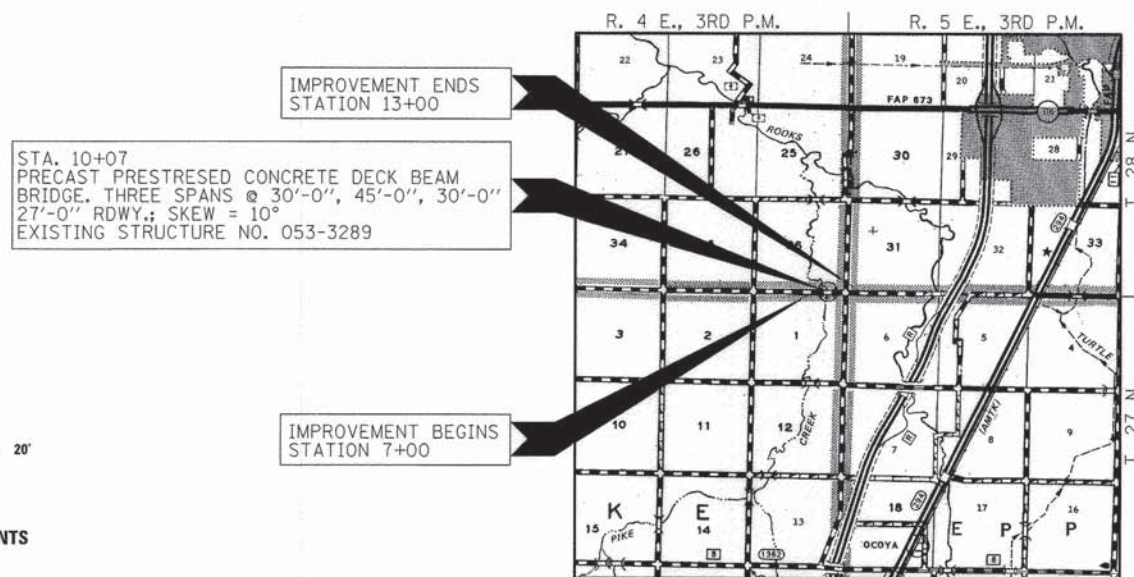 R. 4 E., 3RD P.M.
R. 5 E., 3RD P.M.
IMPROVEMENT ENDS
STATION 13+00
STA. 10+07
PRECAST PRESTRESED CONCRETE DECK BEAM
BRIDGE. THREE SPANS @ 30'-0'', 45'-0'', 30'-0''
27'-0'' RDWY.; SKEW = 10°
EXISTING STRUCTURE NO. 053-3289
IMPROVEMENT BEGINS
STATION 7+00
20'
NTS
22
23
24
19
20
FAP 673
116
ROOKS
26
25
30
29
28
T 28 N
34
31
32
33
3
2
1
6
5
4
TURTLE
10
11
12
CREEK
7
8
9
(AMTK)
T 27 N
15
K
E
14
13
18
17
16
PIKE
E
P
P
OCOYA
8
1362
8